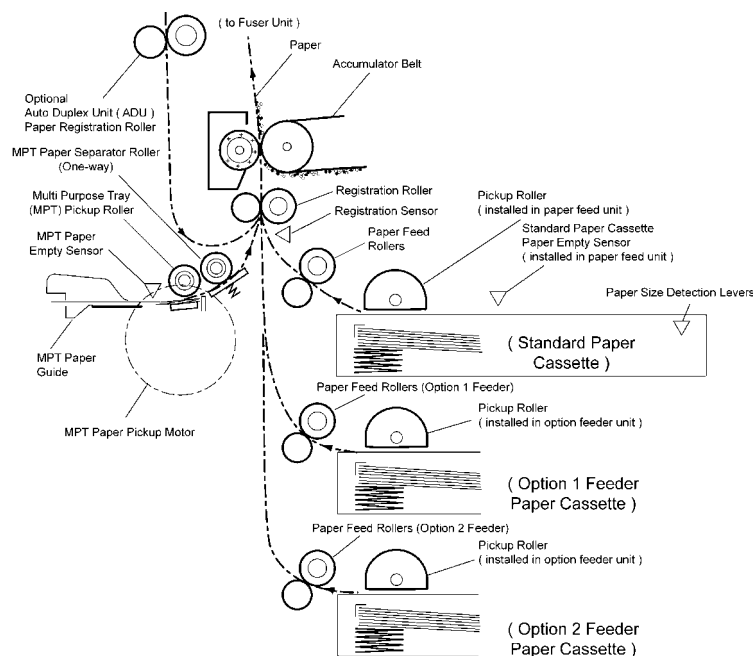 ( to Fuser Unit )
Paper
Accumulator Belt
Optional
Auto Duplex Unit ( ADU )
Paper Registration Roller
MPT Paper Separator Roller
(One-way)
Multi Purpose Tray
(MPT) Pickup Roller
MPT Paper
Empty Sensor
Registration Roller
Registration Sensor
Paper Feed
Rollers
Pickup Roller
( installed in paper feed unit )
Standard Paper Cassette
Paper Empty Sensor
( installed in paper feed unit )
Paper Size Detection Levers
( Standard Paper
Cassette )
MPT Paper
Guide
MPT Paper Pickup Motor
Paper Feed Rollers (Option 1 Feeder)
Pickup Roller
( installed in option feeder unit )
( Option 1 Feeder
Paper Cassette )
Paper Feed Rollers (Option 2 Feeder)
Pickup Roller
( installed in option feeder unit )
( Option 2 Feeder
Paper Cassette )